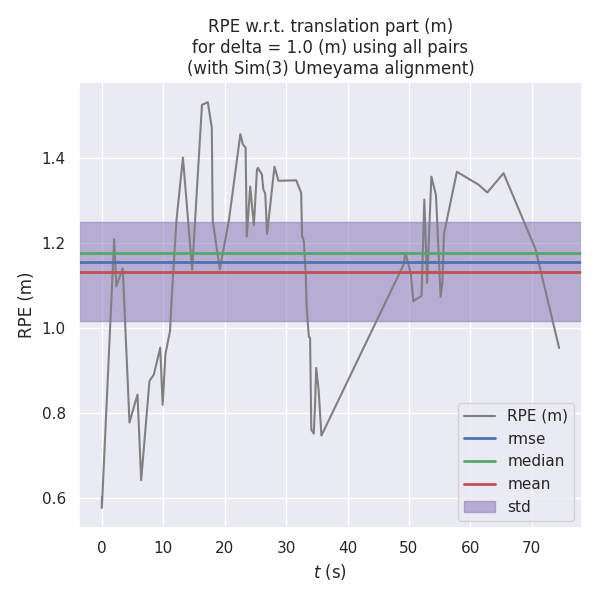 RPE w.r.t. translation part (m)
for delta = 1.0 (m) using all pairs
(with Sim(3) Umeyama alignment)
RPE (m)
1.4
1.2
1.0
0.8
0.6
RPE (m)
rmse
median
mean
std
0 10 20 30 40 50 60 70
t (s)